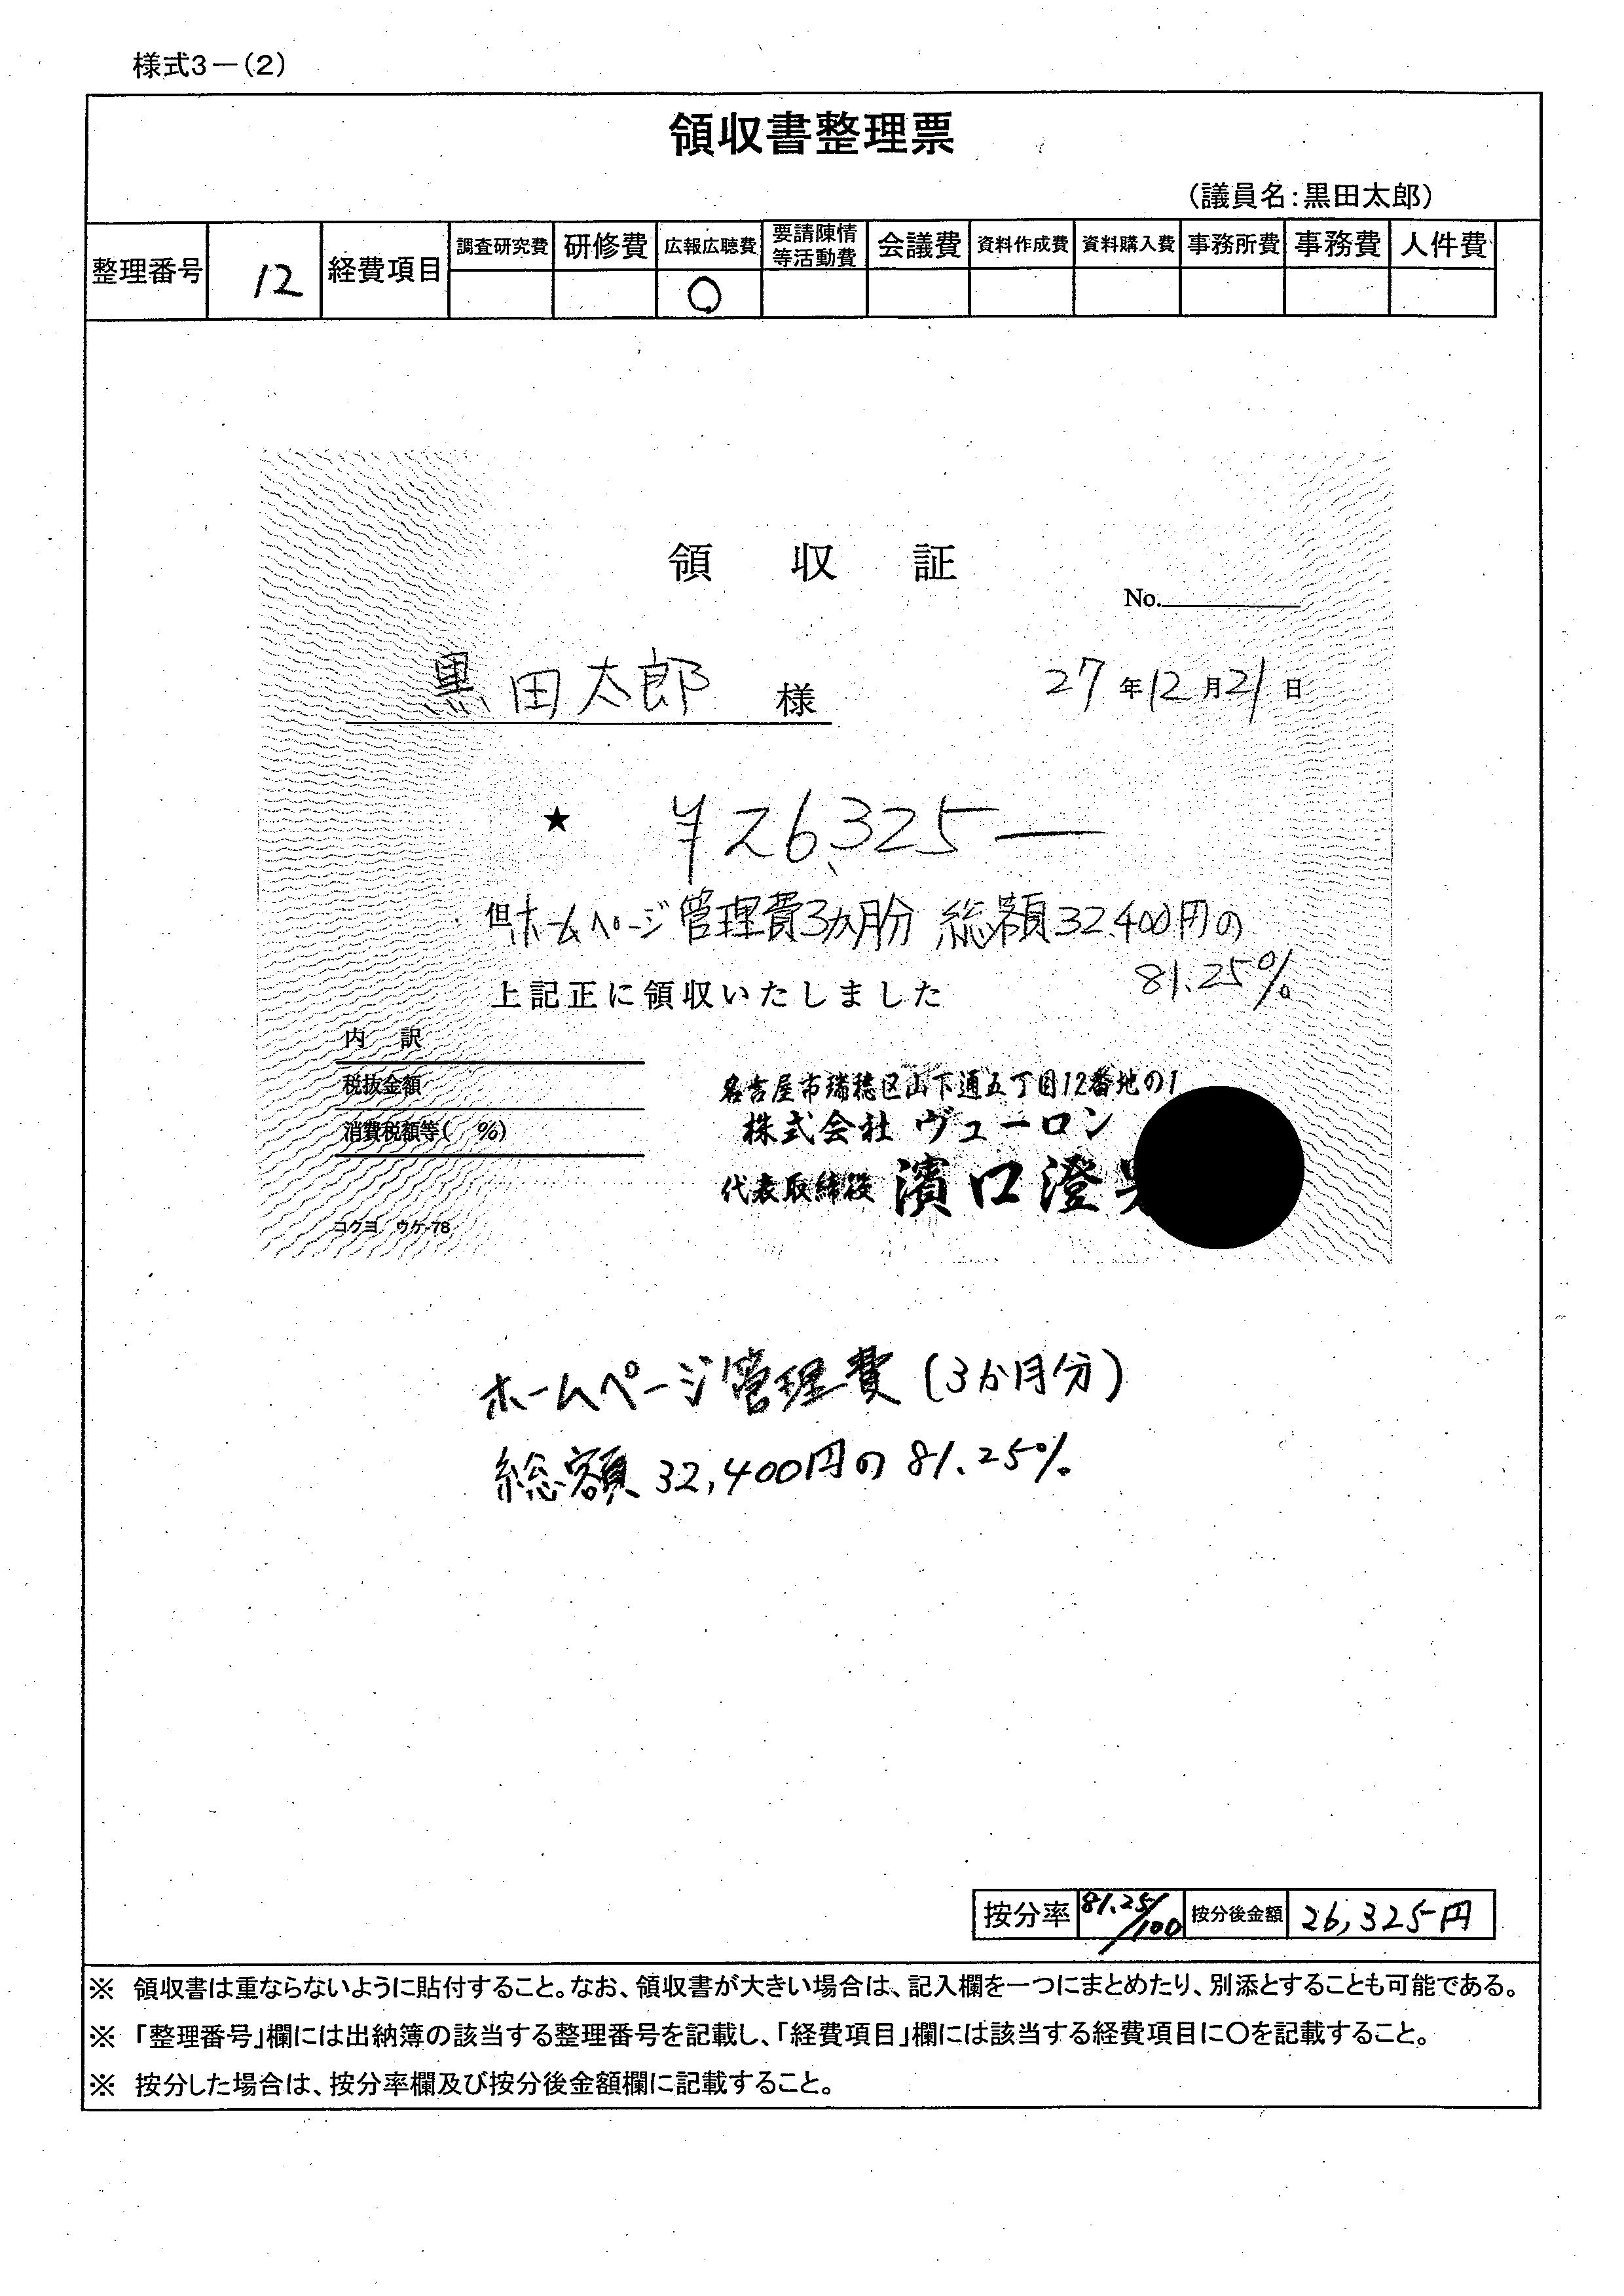 様式3－(2)
領収書整理票
(議員名:黒田太郎)
整理番号 12 経費項目 調査研究費 研修費 広報広聴費 要請陳情等活動費 会議費 資料作成費 資料購入費 事務所費 事務費 人件費
○
領収証
No.
黒田太郎 様 27年12月21日
★ ¥26,325—
但ホームページ管理費3カ月分 総額32,400円の
81.25%
上記正に領収いたしました
内訳
税抜金額
消費税額等( %)
コクヨ ウケ-78
名古屋市瑞穂区山下通五丁目12番地の1
株式会社 ヴューロン
代表取締役 濱口澄
ホームページ管理費(3か月分)
総額 32,400円の 81.25%
按分率 81.25/100 按分後金額 26,325円
※ 領収書は重ならないように貼付すること。なお、領収書が大きい場合は、記入欄を一つにまとめたり、別添とすることも可能である。
※ 「整理番号」欄には出納簿の該当する整理番号を記載し、「経費項目」欄には該当する経費項目に○を記載すること。
※ 按分した場合は、按分率欄及び按分後金額欄に記載すること。